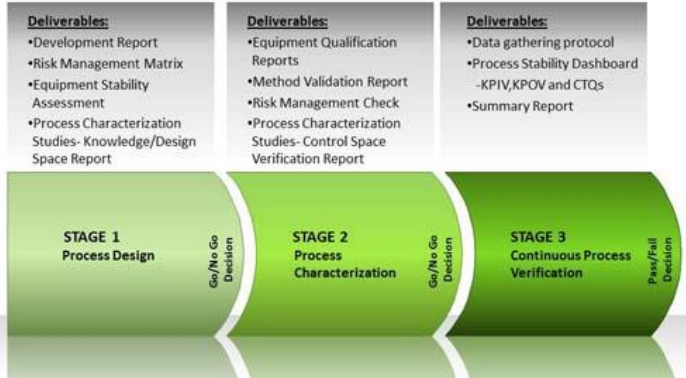 Deliverables:
•Development Report
•Risk Management Matrix
•Equipment Stability
Assessment
•Process Characterization
Studies- Knowledge/Design
Space Report
Deliverables:
•Equipment Qualification
Reports
•Method Validation Report
•Risk Management Check
•Process Characterization
Studies- Control Space
Verification Report
Deliverables:
•Data gathering protocol
•Process Stability Dashboard
-KPIV,KPOV and CTQs
•Summary Report
STAGE 1
Process Design
Go/No Go
Decision
STAGE 2
Process
Characterization
Go/No Go
Decision
STAGE 3
Continuous Process
Verification
Pass/Fail
Decision